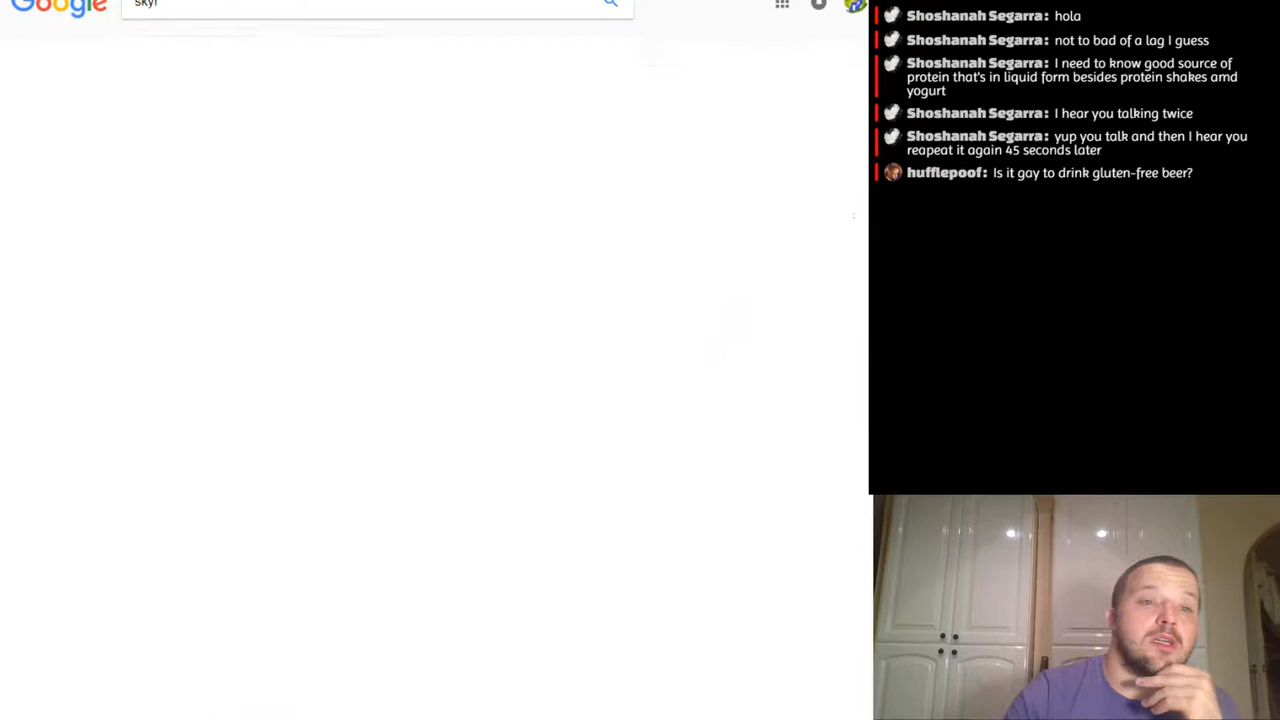 Google
skyr
Shoshanah Segarra: hola
Shoshanah Segarra: not to bad of a lag I guess
Shoshanah Segarra: I need to know good source of
protein that's in liquid form besides protein shakes amd
yogurt
Shoshanah Segarra: I hear you talking twice
Shoshanah Segarra: yup you talk and then I hear you
reapeat it again 45 seconds later
hufflepoof: Is it gay to drink gluten-free beer?